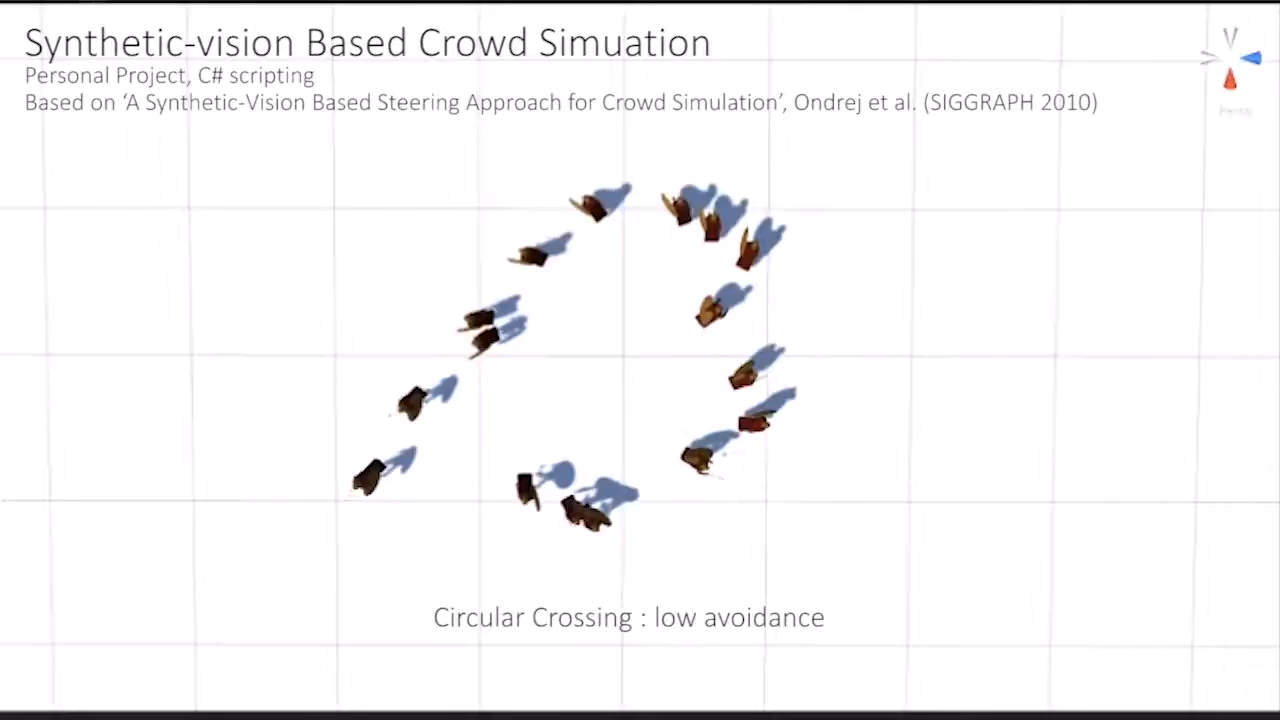 Synthetic-vision Based Crowd Simuation
Personal Project, C# scripting
Based on ‘A Synthetic-Vision Based Steering Approach for Crowd Simulation’, Ondrej et al. (SIGGRAPH 2010)
Persp
Circular Crossing : low avoidance